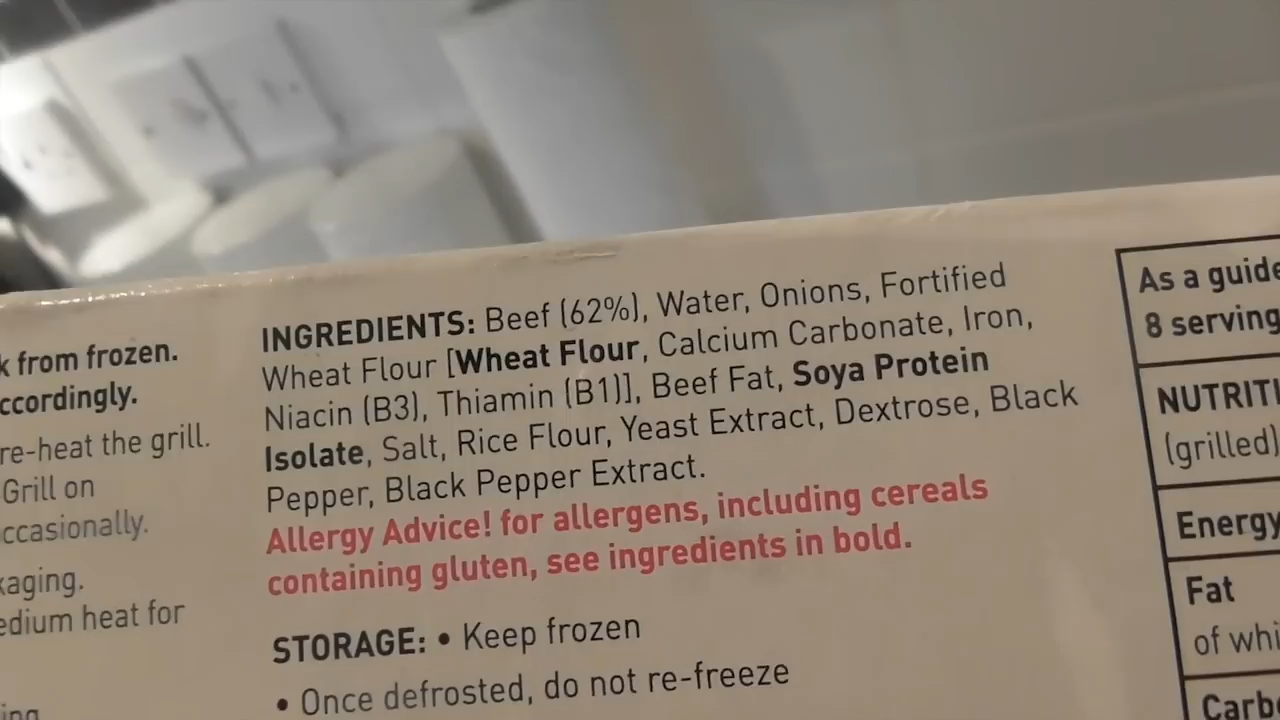 k from frozen.
ccordingly.
re-heat the grill.
Grill on
ccasionally.
kaging.
edium heat for
ing
INGREDIENTS: Beef (62%), Water, Onions, Fortified
Wheat Flour [Wheat Flour, Calcium Carbonate, Iron,
Niacin (B3), Thiamin (B1)], Beef Fat, Soya Protein
Isolate, Salt, Rice Flour, Yeast Extract, Dextrose, Black
Pepper, Black Pepper Extract.
Allergy Advice! for allergens, including cereals
containing gluten, see ingredients in bold.
STORAGE: • Keep frozen
• Once defrosted, do not re-freeze
As a guide
8 serving
NUTRITI
(grilled)
Energy
Fat
of whi
Carb